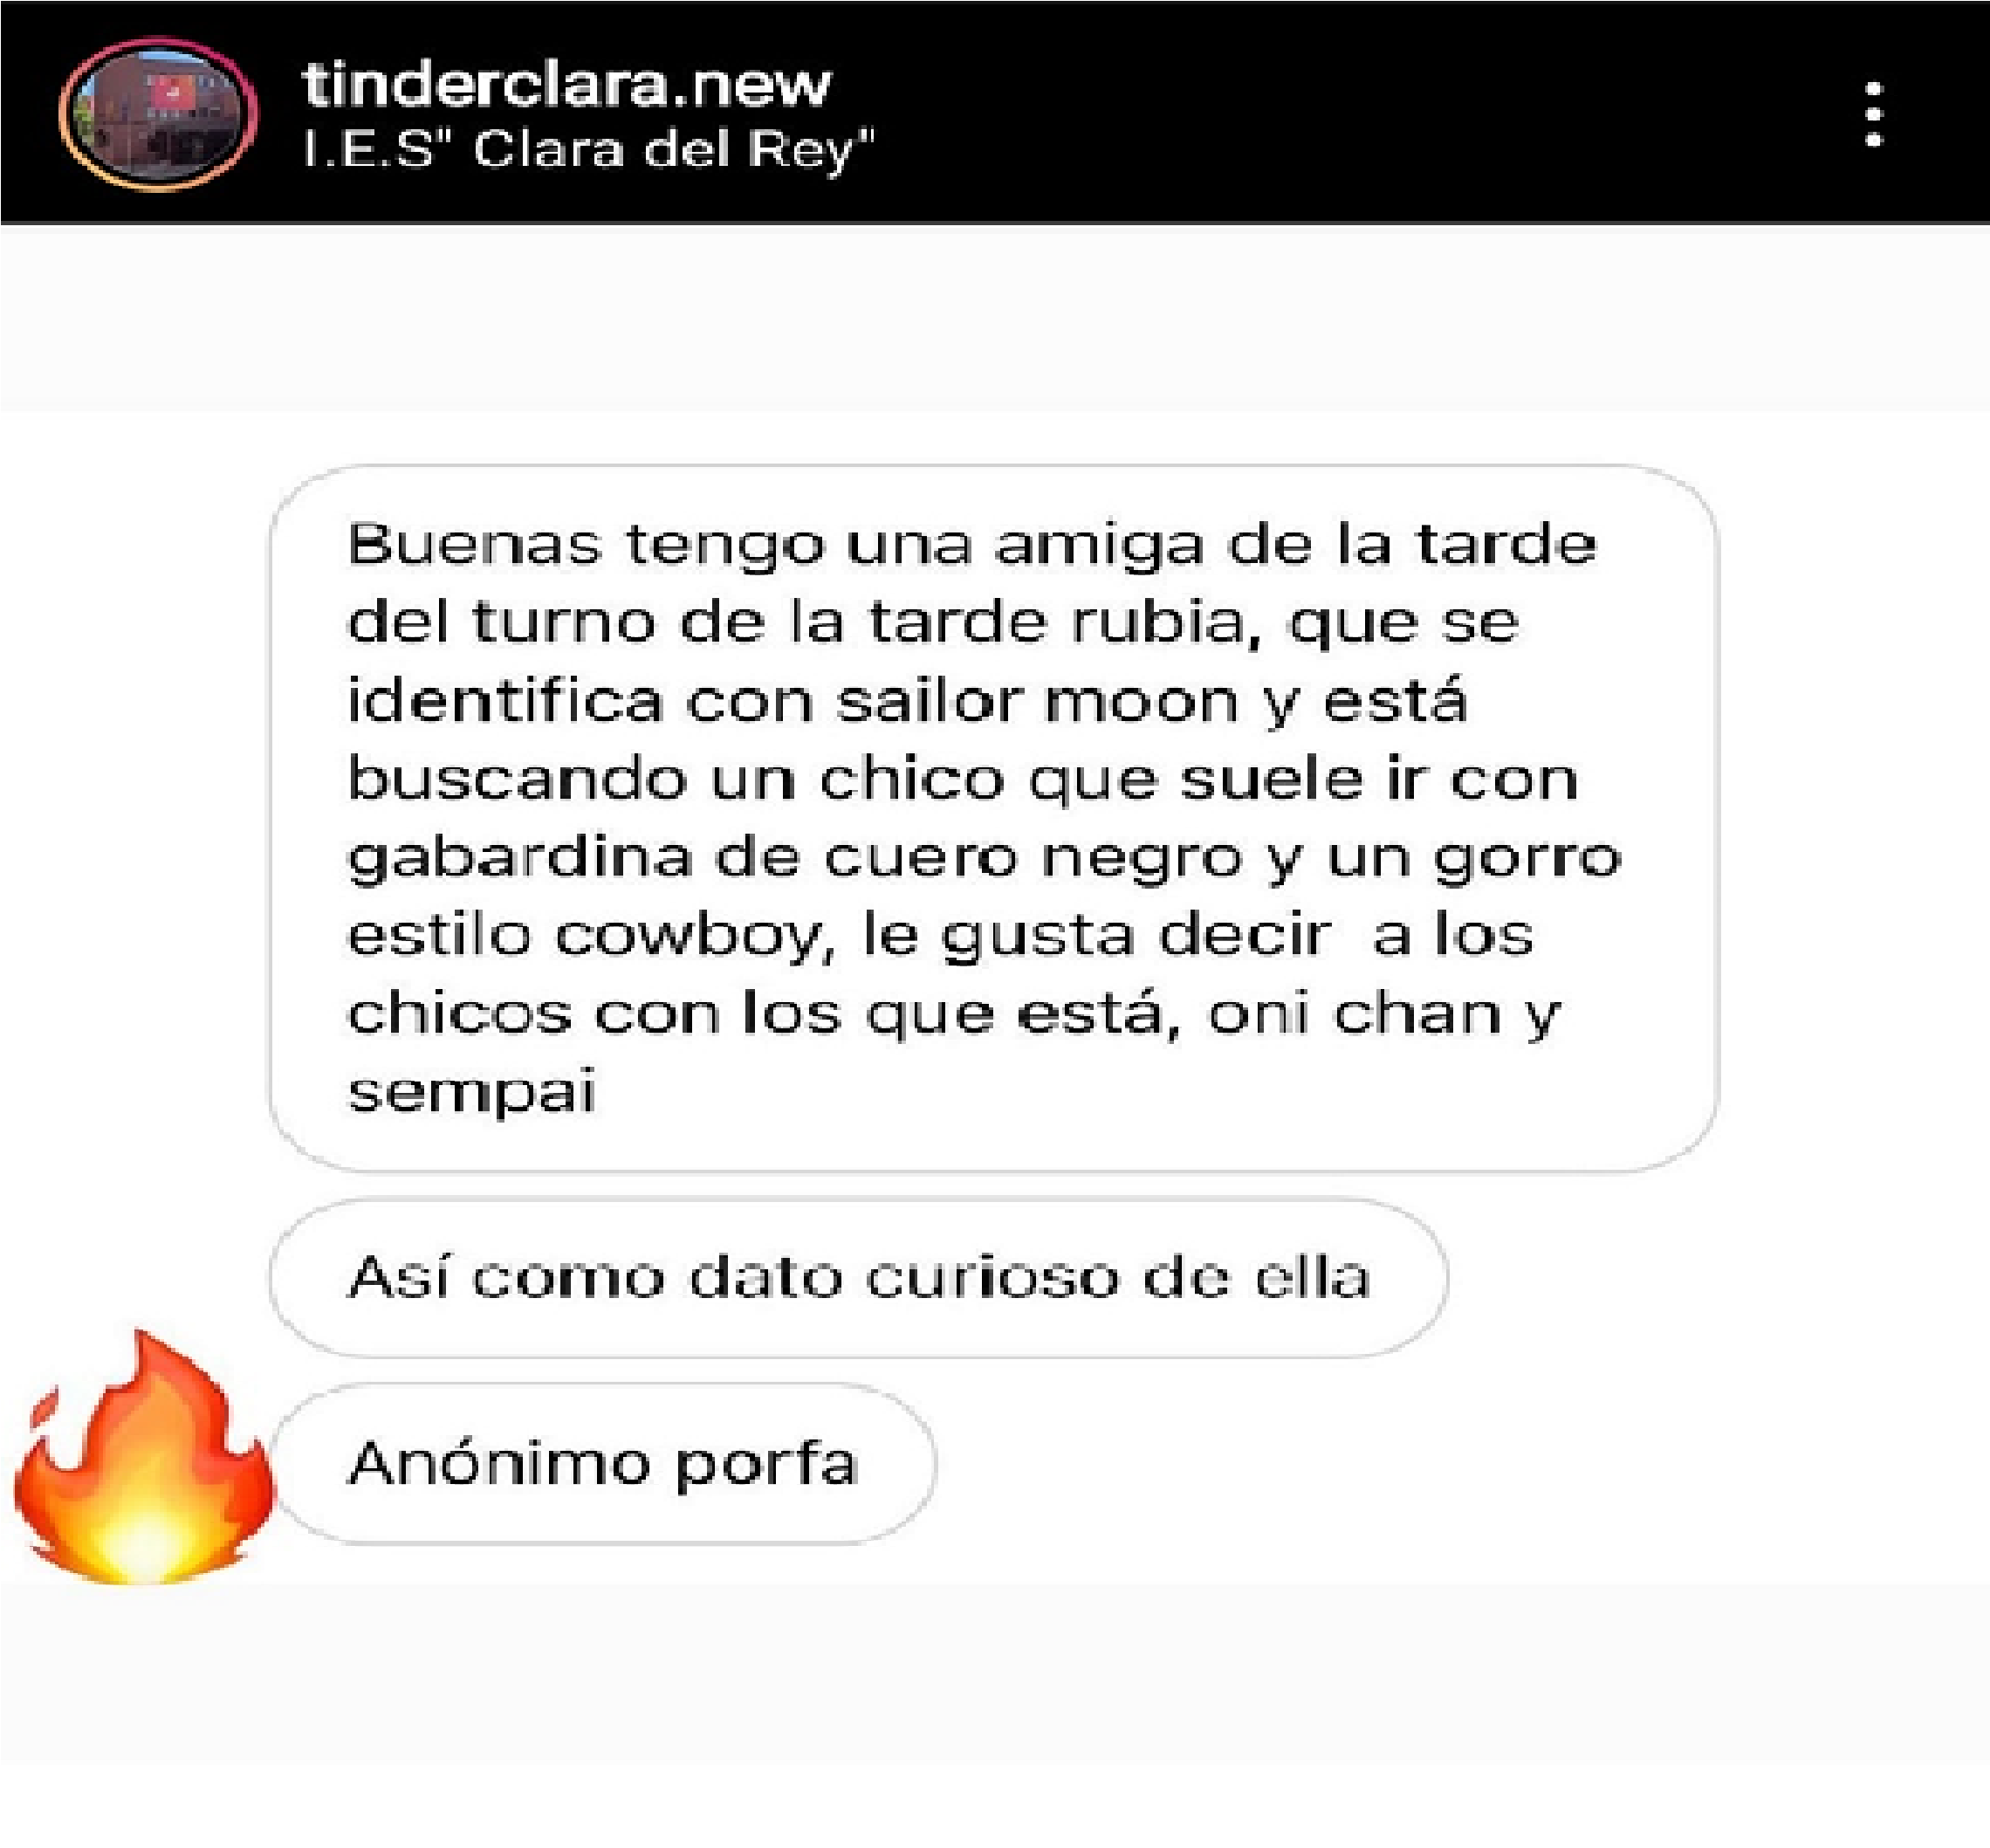 tinderclara.new
I.E.S" Clara del Rey"
Buenas tengo una amiga de la tarde
del turno de la tarde rubia, que se
identifica con sailor moon y está
buscando un chico que suele ir con
gabardina de cuero negro y un gorro
estilo cowboy, le gusta decir  a los
chicos con los que está, oni chan y
sempai
Así como dato curioso de ella
Anónimo porfa